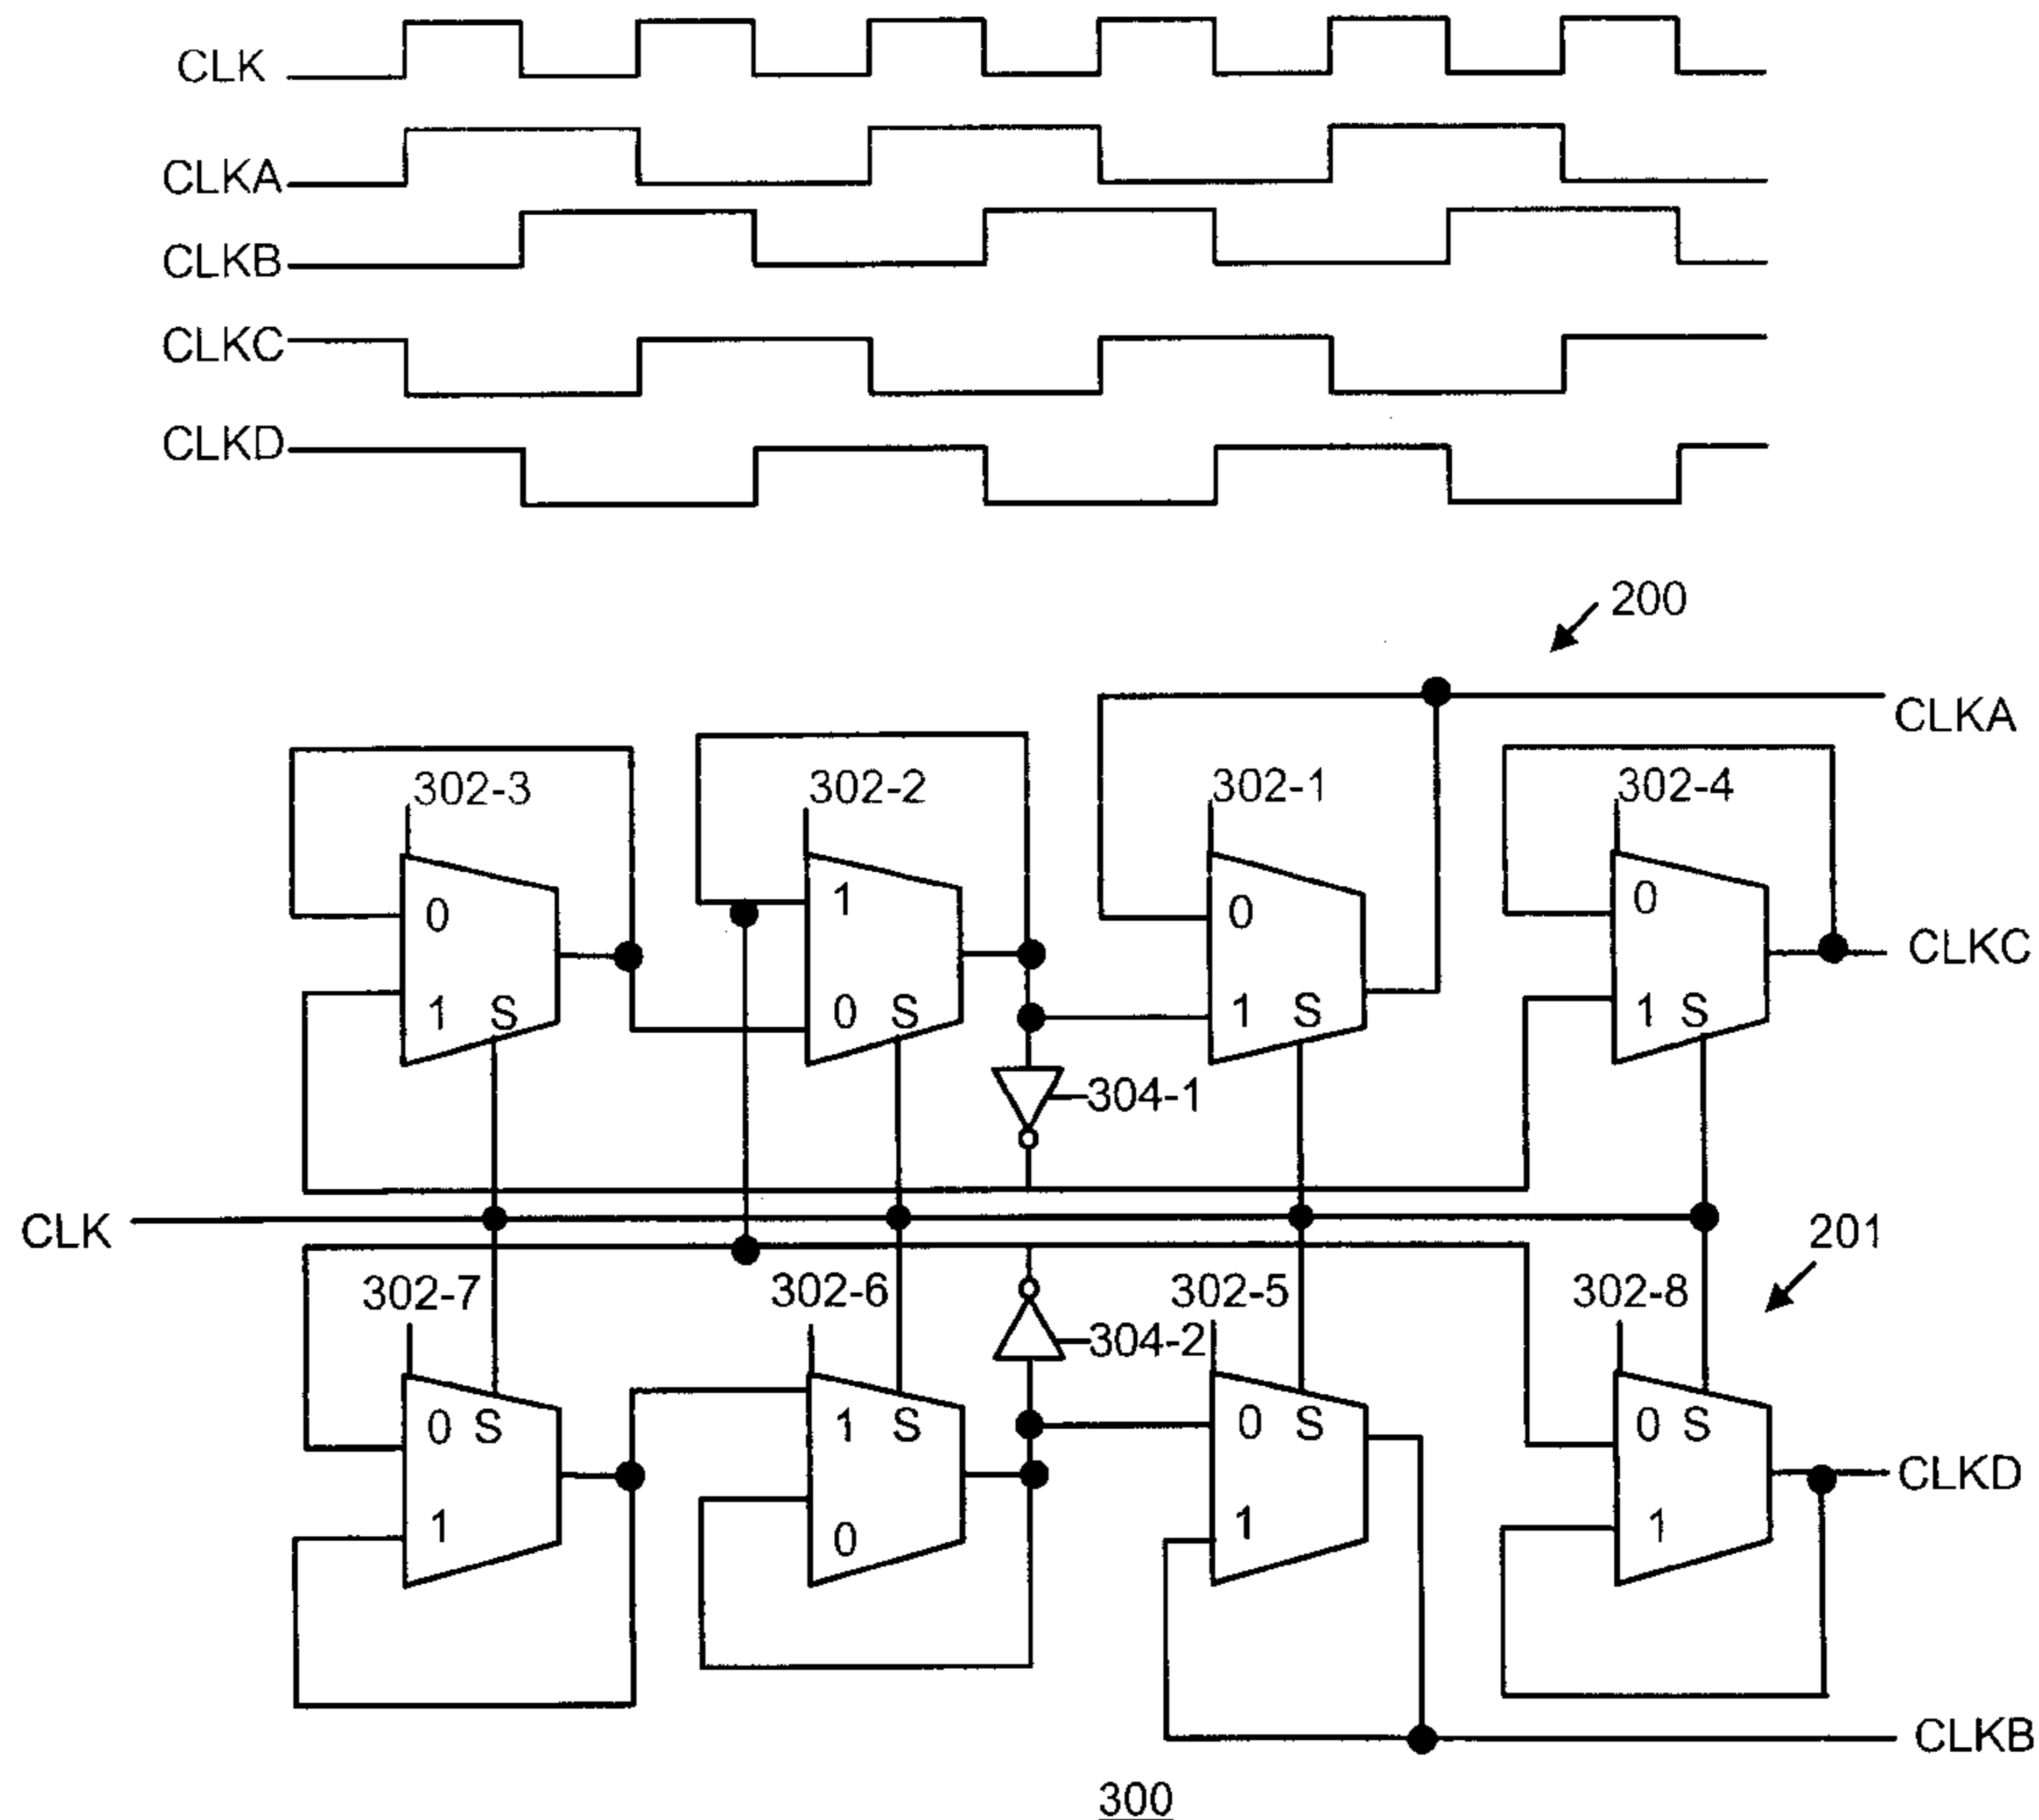 CLK
CLKA
CLKB
CLKC
CLKD
200
CLKA
302-3
302-2
302-1
302-4
0
1
0
0
CLKC
1 S
0 S
1 S
1 S
304-1
CLK
201
302-7
302-6
302-5
302-8
304-2
0 S
1 S
0 S
0 S
CLKD
1
0
1
1
CLKB
300